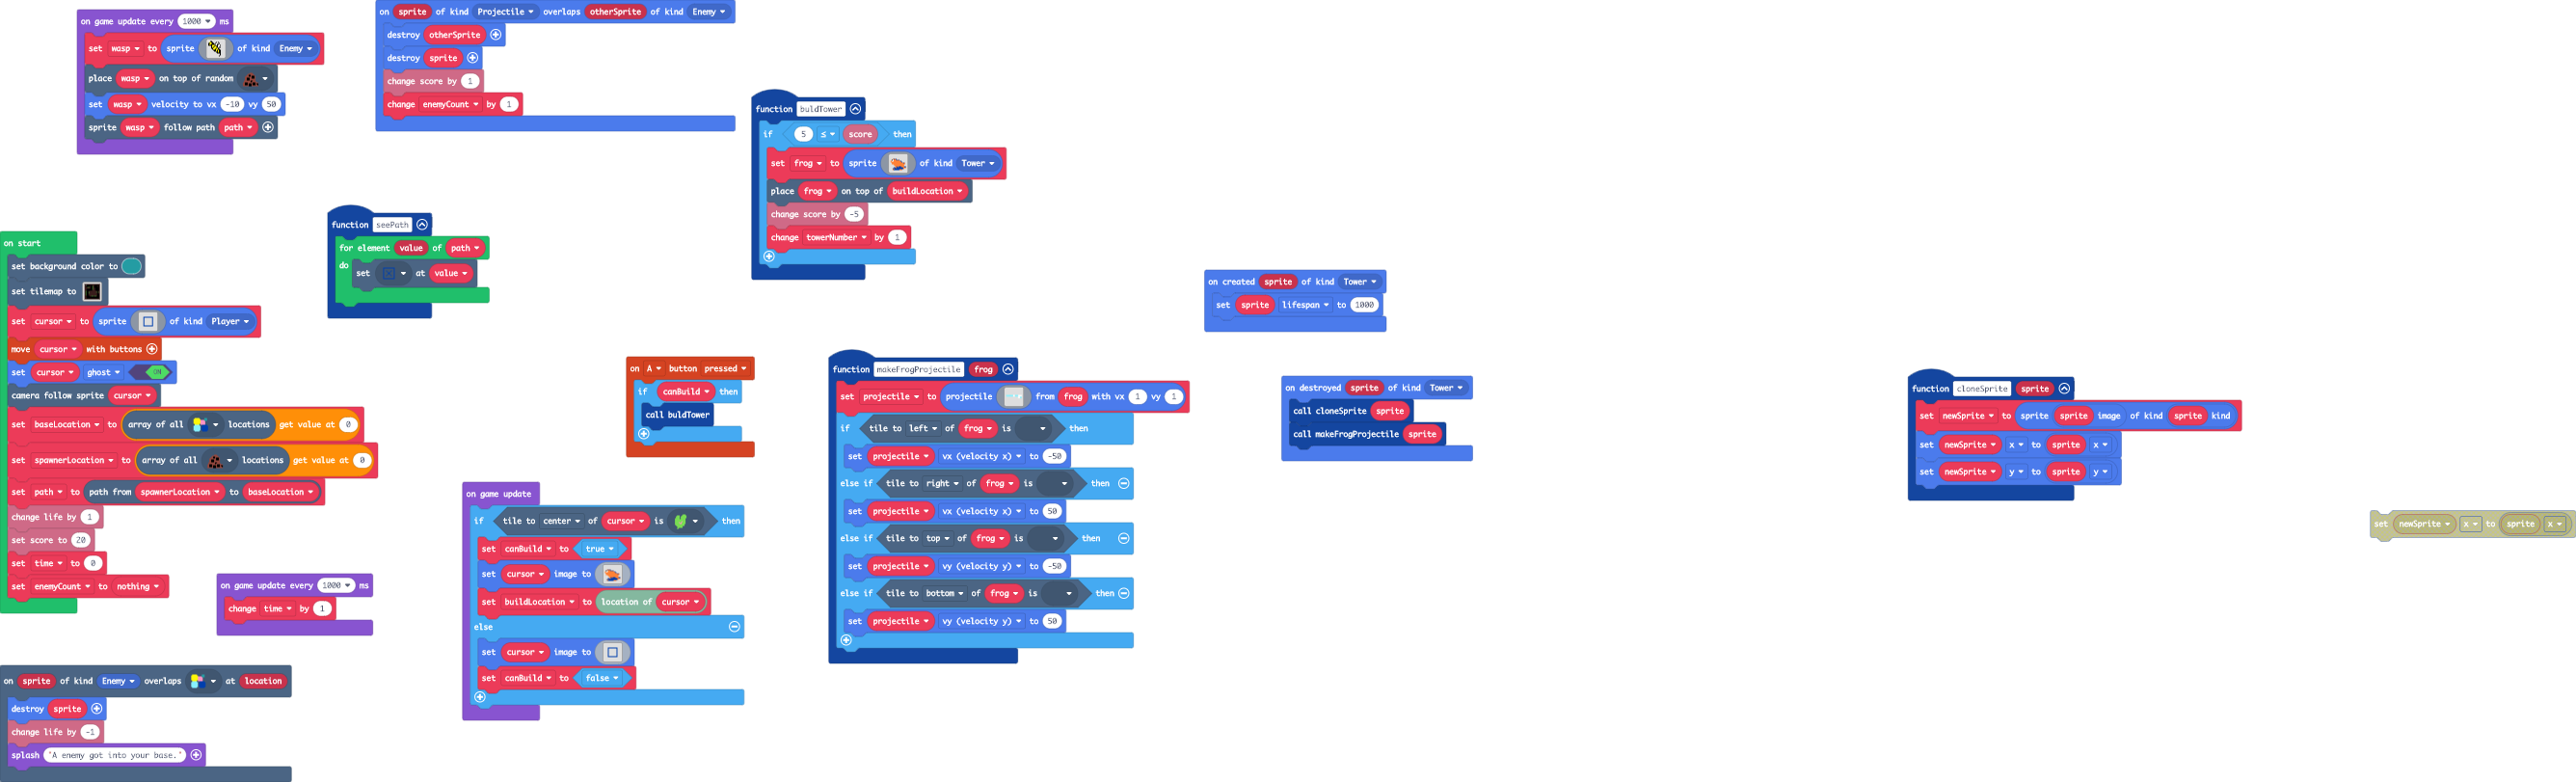 on game update every 1000 ms
set wasp to sprite of kind Enemy
place wasp on top of random
set wasp velocity to vx -10 vy 50
sprite wasp follow path path
on sprite of kind Projectile overlaps otherSprite of kind Enemy
destroy otherSprite
destroy sprite
change score by 1
change enemyCount by 1
function buldTower
if 5 ≤ score then
set frog to sprite of kind Tower
place frog on top of buildLocation
change score by -5
change towerNumber by 1
function seePath
for element value of path
do set at value
on start
set background color to
set tilemap to
set cursor to sprite of kind Player
move cursor with buttons
set cursor ghost ON
camera follow sprite cursor
set baseLocation to array of all locations get value at 0
set spawnerLocation to array of all locations get value at 0
set path to path from spawnerLocation to baseLocation
change life by 1
set score to 20
set time to 0
set enemyCount to nothing
on game update every 1000 ms
change time by 1
on sprite of kind Enemy overlaps at location
destroy sprite
change life by -1
splash "A enemy got into your base."
on A button pressed
if canBuild then
call buldTower
on game update
if tile to center of cursor is then
set canBuild to true
set cursor image to
set buildLocation to location of cursor
else
set cursor image to
set canBuild to false
function makeFrogProjectile frog
set projectile to projectile from frog with vx 1 vy 1
if tile to left of frog is then
set projectile vx (velocity x) to -50
else if tile to right of frog is then
set projectile vx (velocity x) to 50
else if tile to top of frog is then
set projectile vy (velocity y) to -50
else if tile to bottom of frog is then
set projectile vy (velocity y) to 50
on created sprite of kind Tower
set sprite lifespan to 1000
on destroyed sprite of kind Tower
call cloneSprite sprite
call makeFrogProjectile sprite
function cloneSprite sprite
set newSprite to sprite sprite image of kind sprite kind
set newSprite x to sprite x
set newSprite y to sprite y
set newSprite x to sprite x